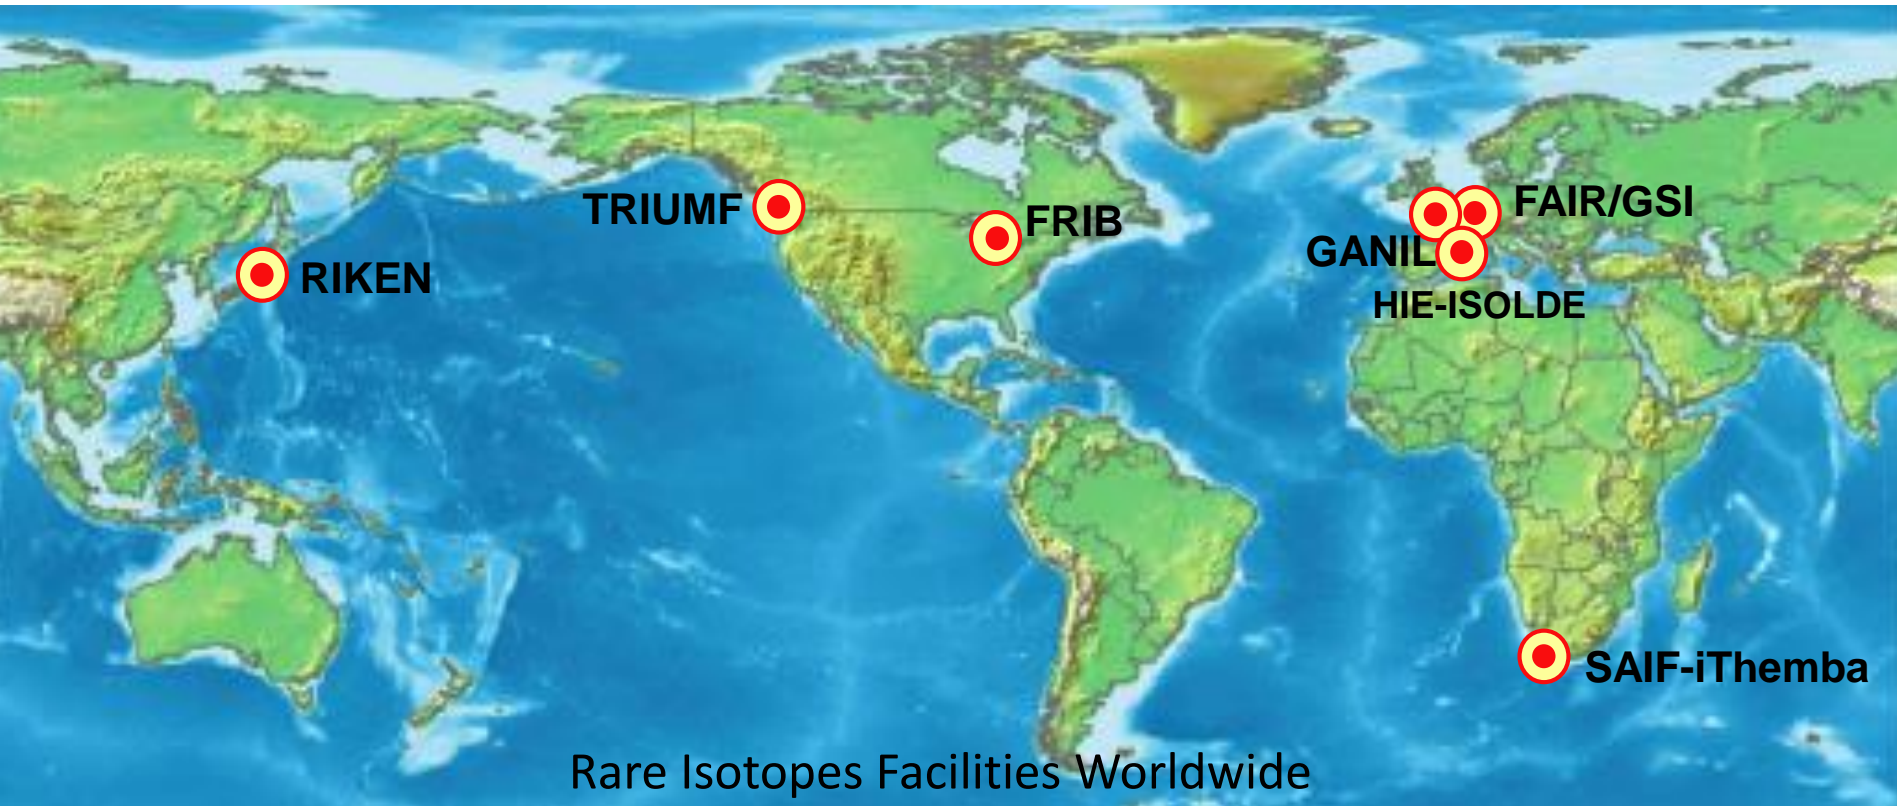 FAIR/GSI
TRIUMF
FRIB
GANIL
RIKEN
HIE-ISOLDE
SAIF-iThemba
Rare Isotopes Facilities Worldwide